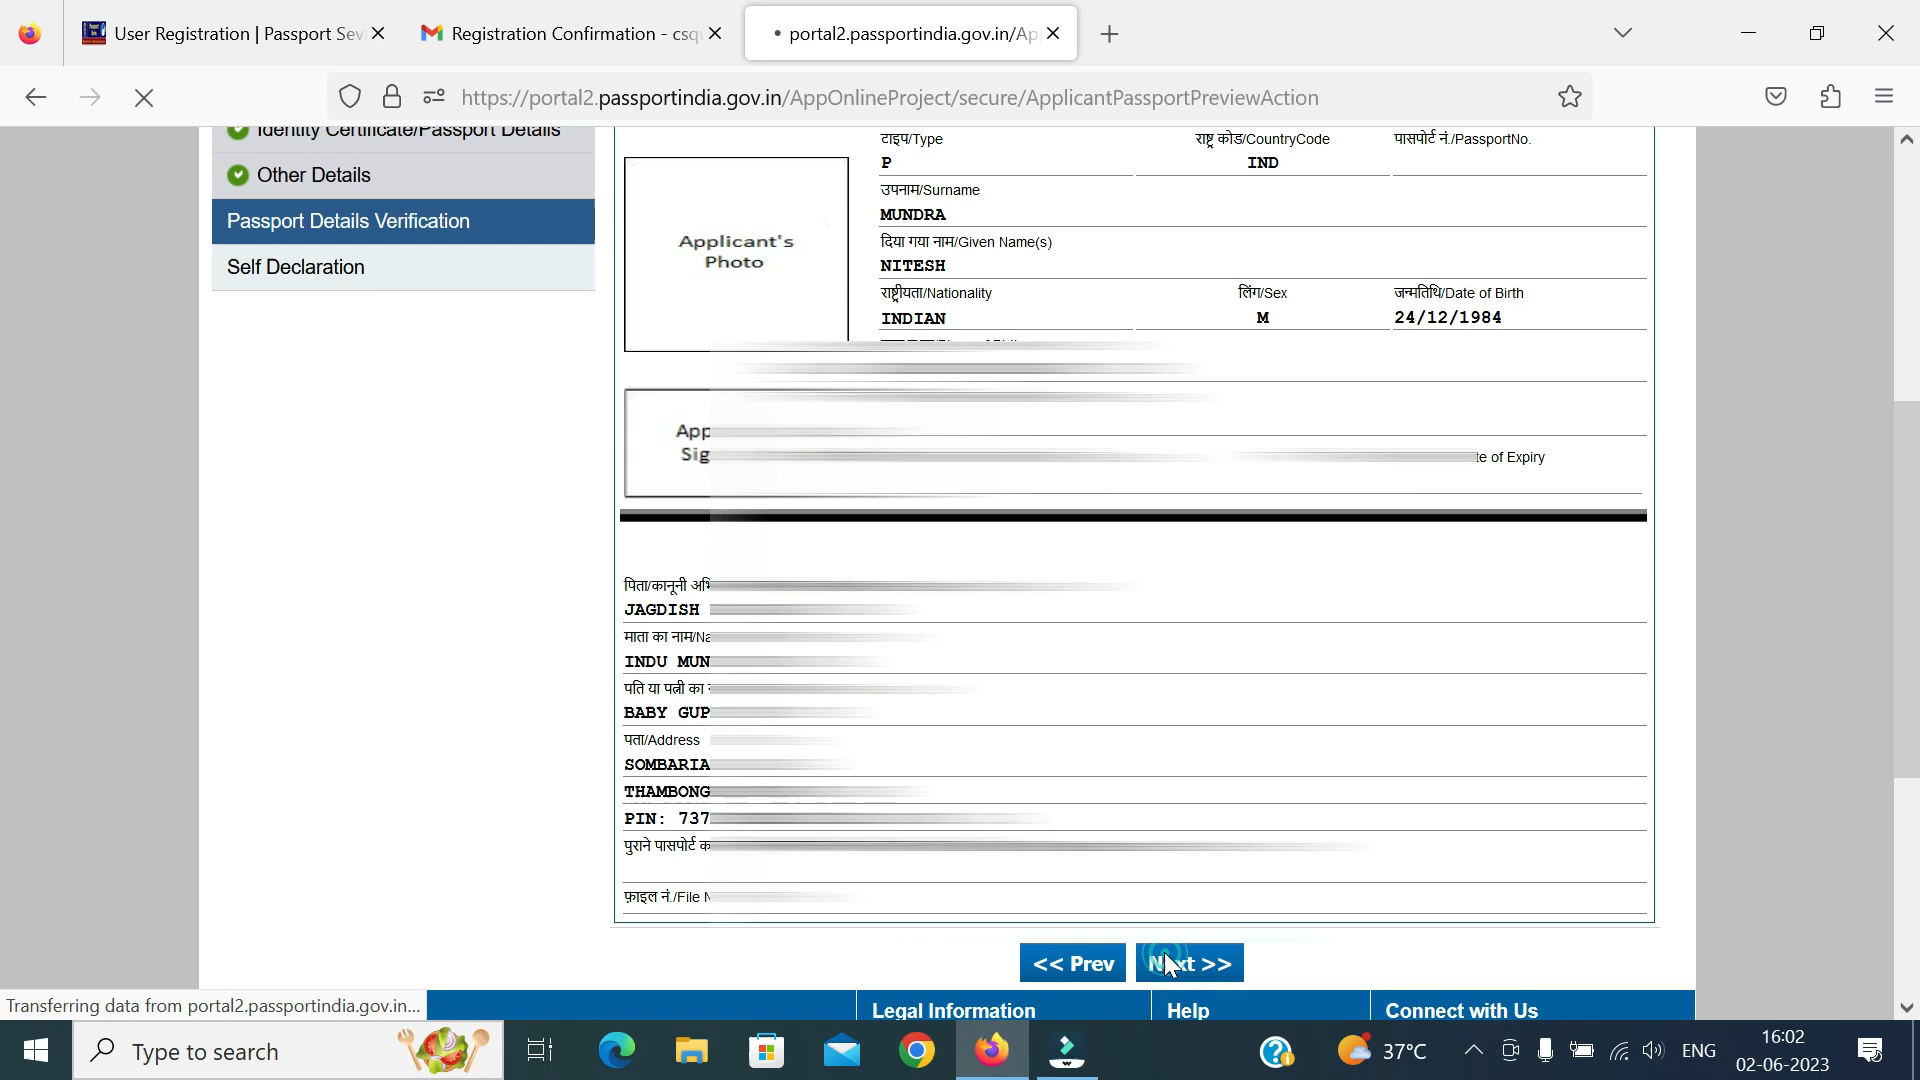 User Registration | Passport Sev
Registration Confirmation - csq
portal2.passportindia.gov.in/Ap
https://portal2.passportindia.gov.in/AppOnlineProject/secure/ApplicantPassportPreviewAction
Identity Certificate/Passport Details
Other Details
Passport Details Verification
Self Declaration
Applicant's
Photo
टाइप/Type
राष्ट्र कोड/CountryCode
पासपोर्ट नं./PassportNo.
P
IND
उपनाम/Surname
MUNDRA
दिया गया नाम/Given Name(s)
NITESH
राष्ट्रीयता/Nationality
लिंग/Sex
जन्मतिथि/Date of Birth
INDIAN
M
24/12/1984
App
Sig
te of Expiry
पिता/कानूनी अभि
JAGDISH
माता का नाम/Na
INDU MUN
पति या पत्नी का
BABY GUP
पता/Address
SOMBARIA
THAMBONG
PIN: 737
पुराने पासपोर्ट क
फ़ाइल नं./File N
<< Prev
Next >>
Transferring data from portal2.passportindia.gov.in...
Legal Information
Help
Connect with Us
Type to search
37°C
ENG
16:02
02-06-2023